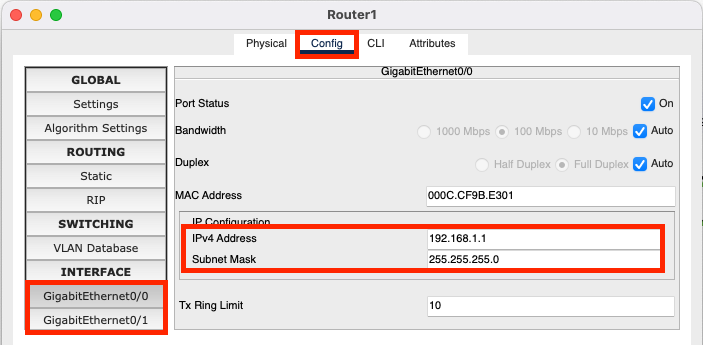 Router1
Physical Config CLI Attributes
GLOBAL
Settings
Algorithm Settings
ROUTING
Static
RIP
SWITCHING
VLAN Database
INTERFACE
GigabitEthernet0/0
GigabitEthernet0/1
GigabitEthernet0/0
Port Status On
Bandwidth 1000 Mbps 100 Mbps 10 Mbps Auto
Duplex Half Duplex Full Duplex Auto
MAC Address 000C.CF9B.E301
IP Configuration
IPv4 Address 192.168.1.1
Subnet Mask 255.255.255.0
Tx Ring Limit 10